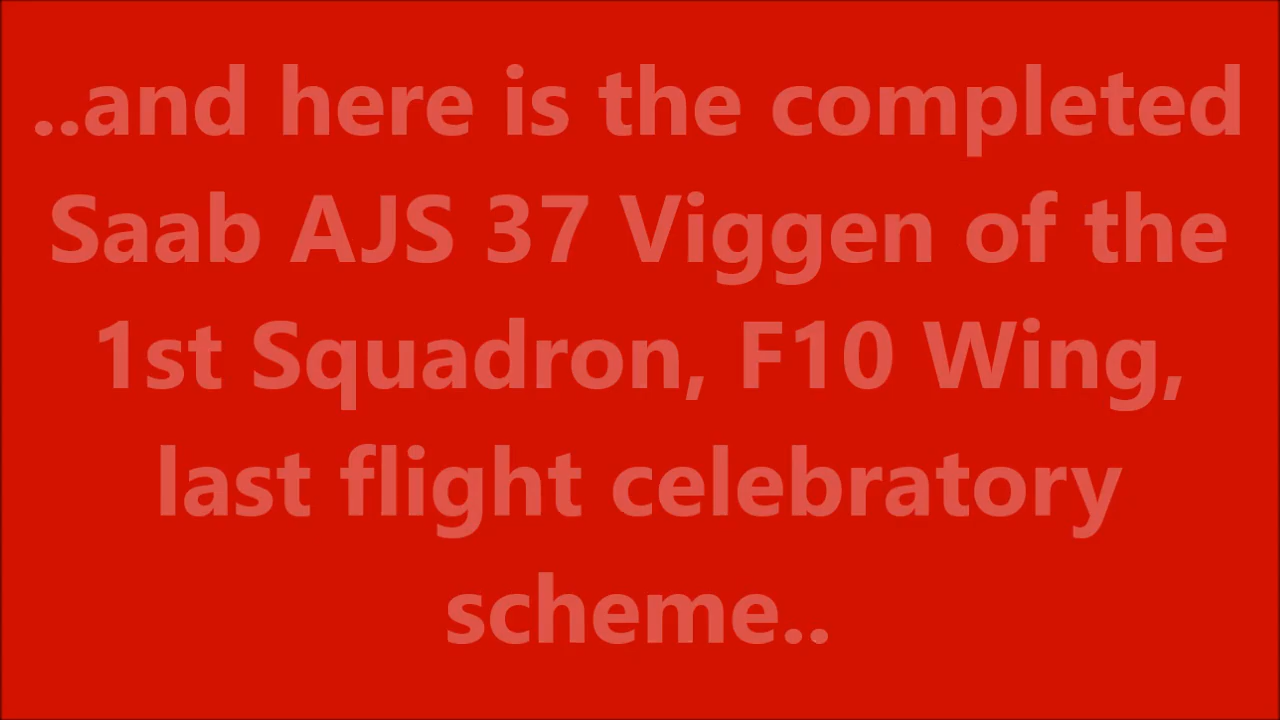 ..and here is the completed
Saab AJS 37 Viggen of the
1st Squadron, F10 Wing,
last flight celebratory
scheme..